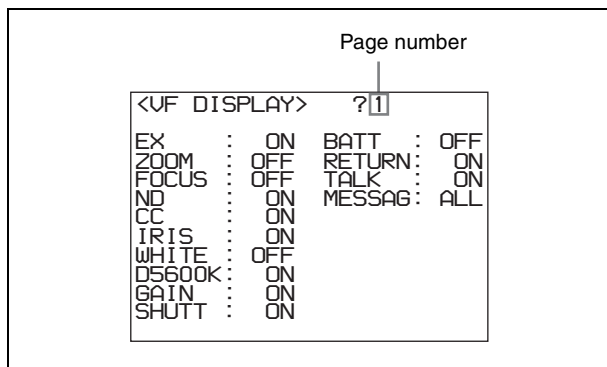 Page number
<VF DISPLAY> ?1
EX : ON BATT : OFF
ZOOM : OFF RETURN: ON
FOCUS : OFF TALK : ON
ND : ON MESSAG: ALL
CC : ON
IRIS : ON
WHITE : OFF
D5600K: ON
GAIN : ON
SHUTT : ON